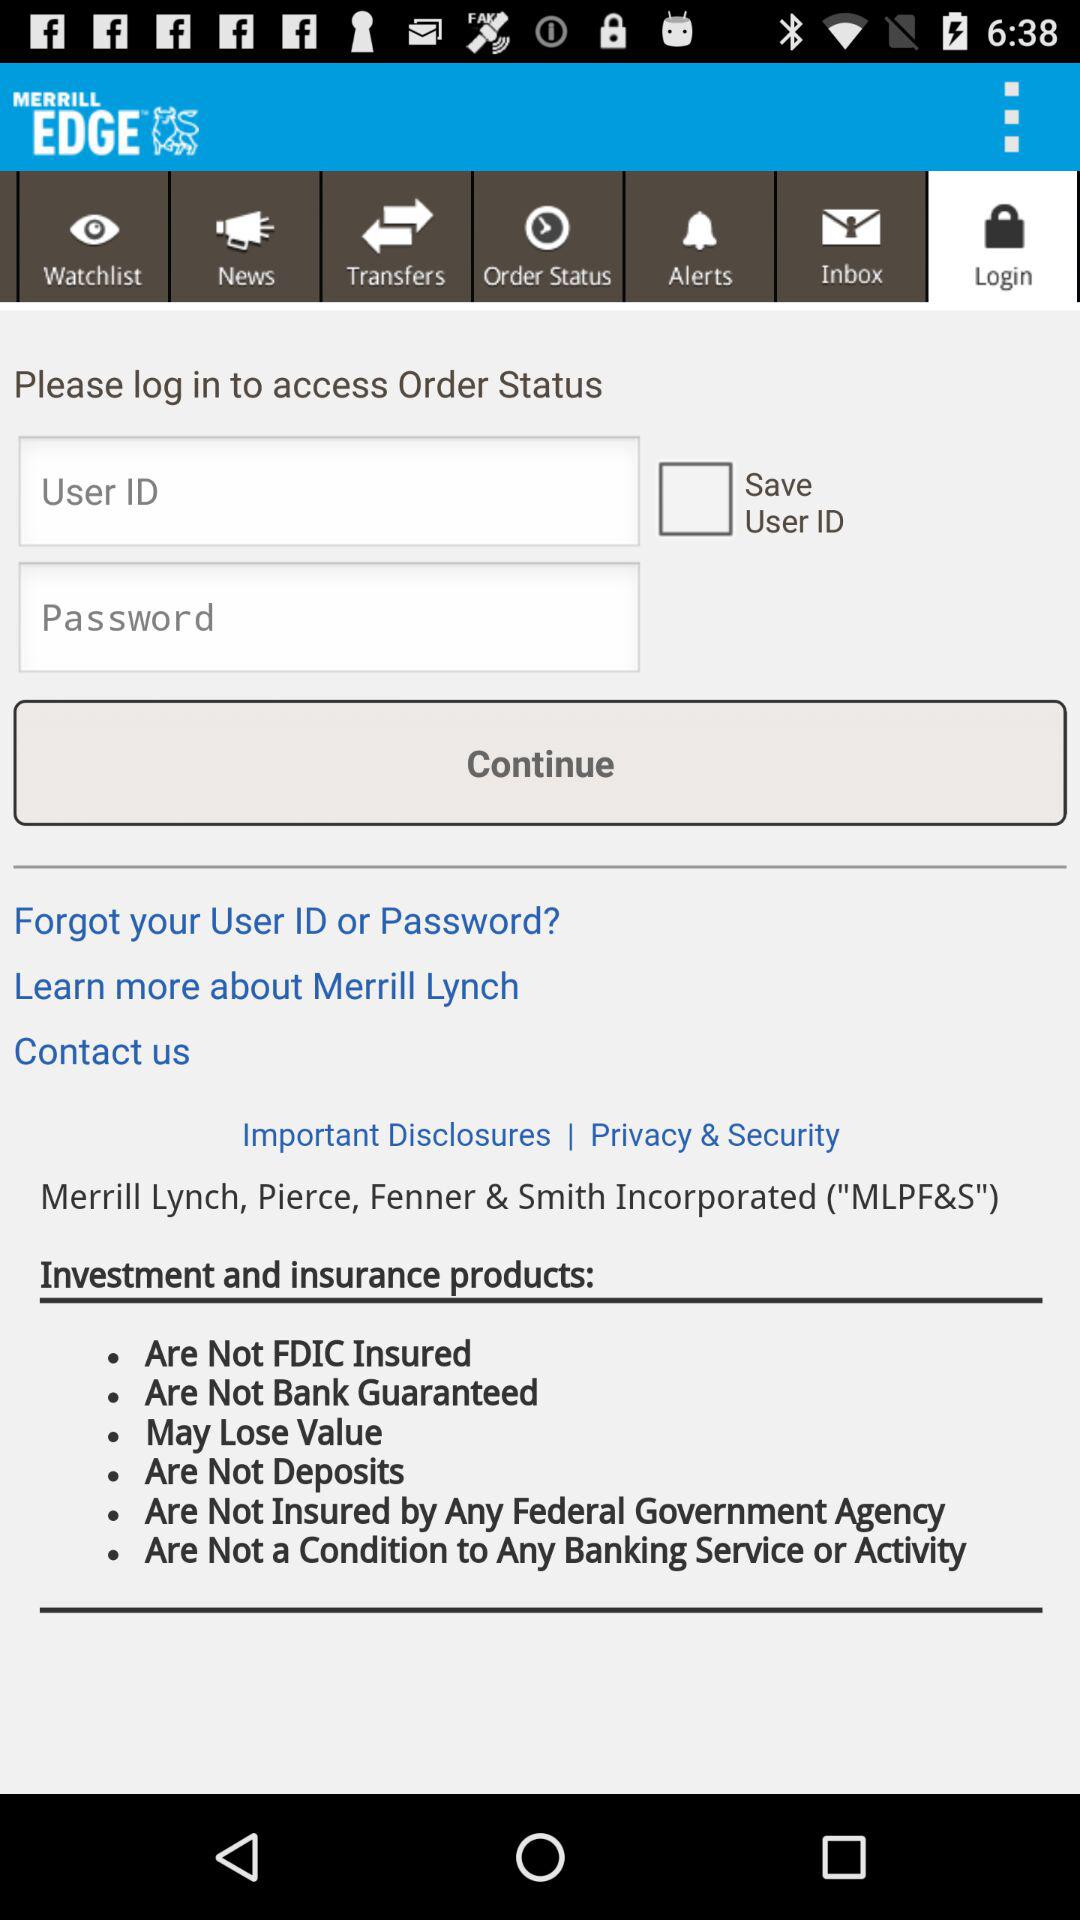 FAKE
6:38
MERRILL
EDGE
Watchlist News Transfers Order Status Alerts Inbox Login
Please log in to access Order Status
User ID
Save
User ID
Password
Continue
Forgot your User ID or Password?
Learn more about Merrill Lynch
Contact us
Important Disclosures | Privacy & Security
Merrill Lynch, Pierce, Fenner & Smith Incorporated ("MLPF&S")
Investment and insurance products:
• Are Not FDIC Insured
• Are Not Bank Guaranteed
• May Lose Value
• Are Not Deposits
• Are Not Insured by Any Federal Government Agency
• Are Not a Condition to Any Banking Service or Activity